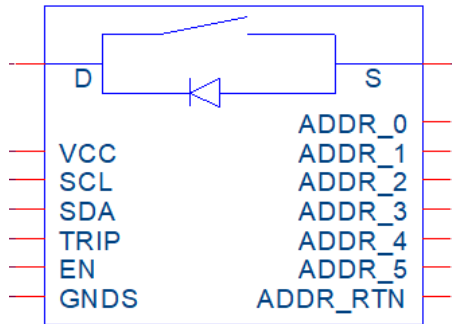 D S
ADDR_0
VCC ADDR_1
SCL ADDR_2
SDA ADDR_3
TRIP ADDR_4
EN ADDR_5
GNDS ADDR_RTN